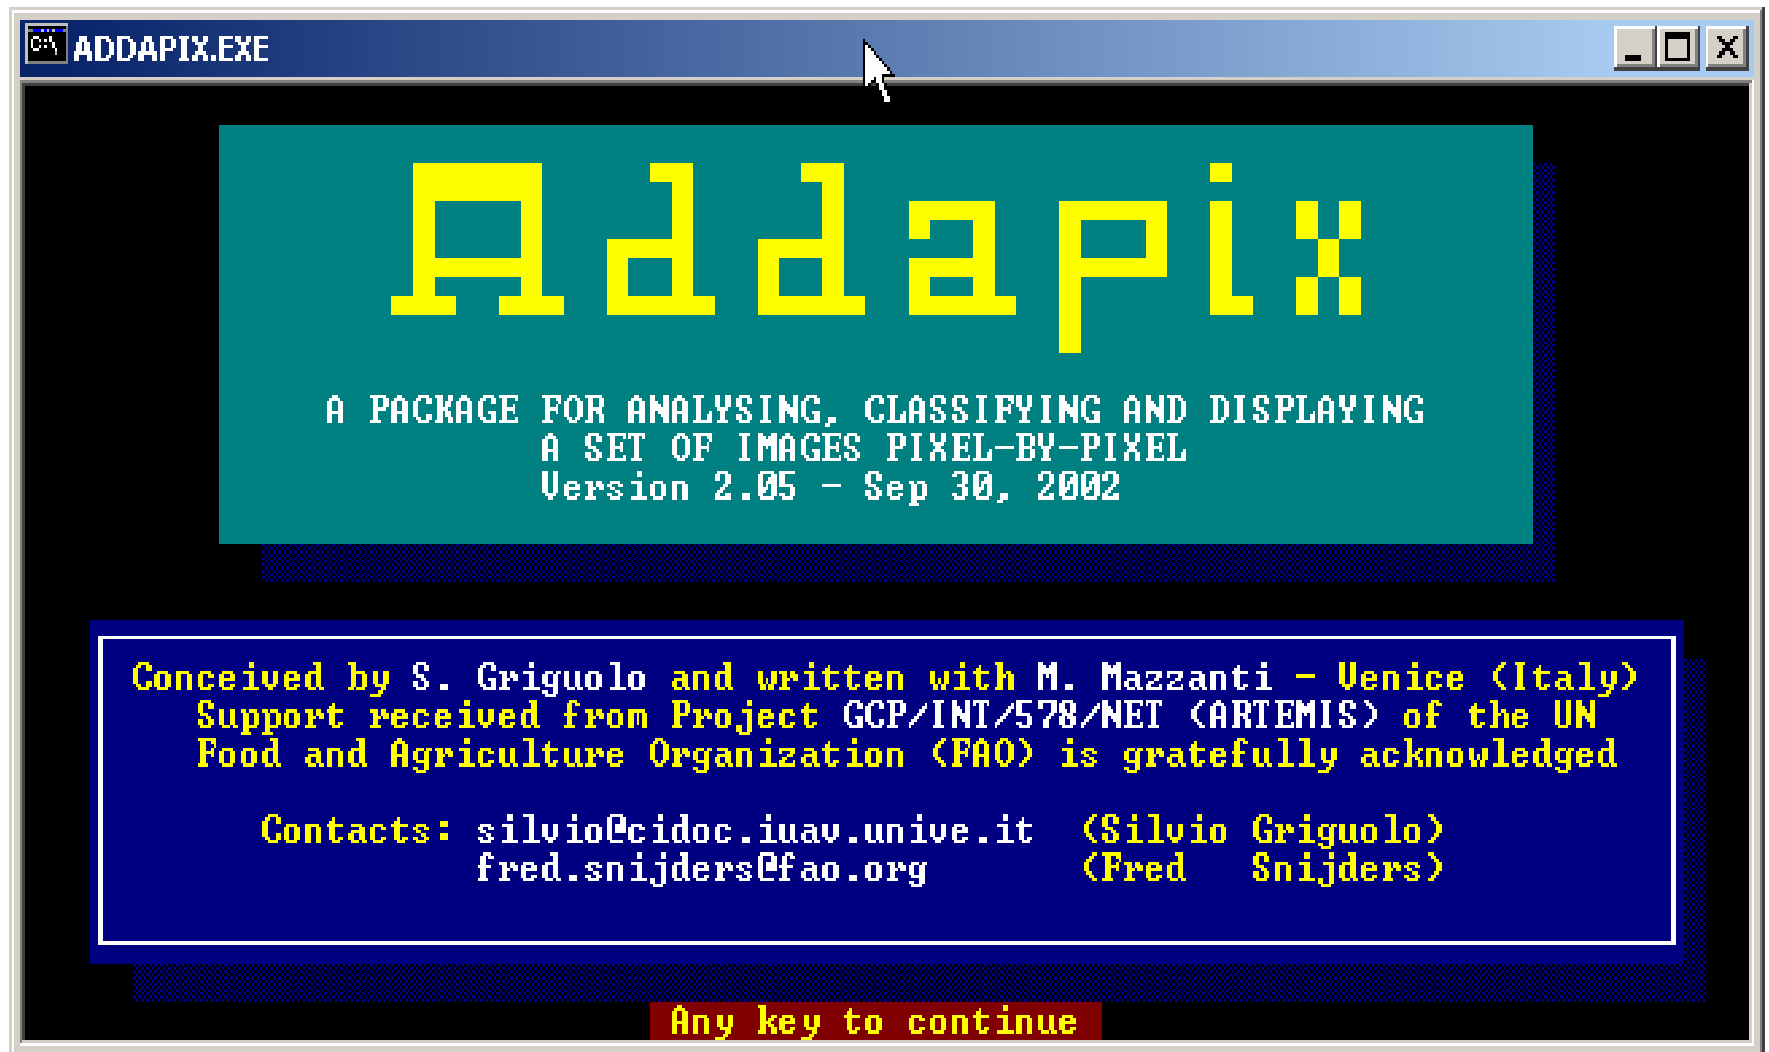 C:\
ADDAPIX.EXE
Addapix
A PACKAGE FOR ANALYSING, CLASSIFYING AND DISPLAYING
A SET OF IMAGES PIXEL-BY-PIXEL
Version 2.05 - Sep 30, 2002
Conceived by S. Griguolo and written with M. Mazzanti - Venice (Italy)
Support received from Project GCP/INT/578/NET (ARTEMIS) of the UN
Food and Agriculture Organization (FAO) is gratefully acknowledged
Contacts: silvio@cidoc.iuav.unive.it (Silvio Griguolo)
fred.snijders@fao.org (Fred Snijders)
Any key to continue